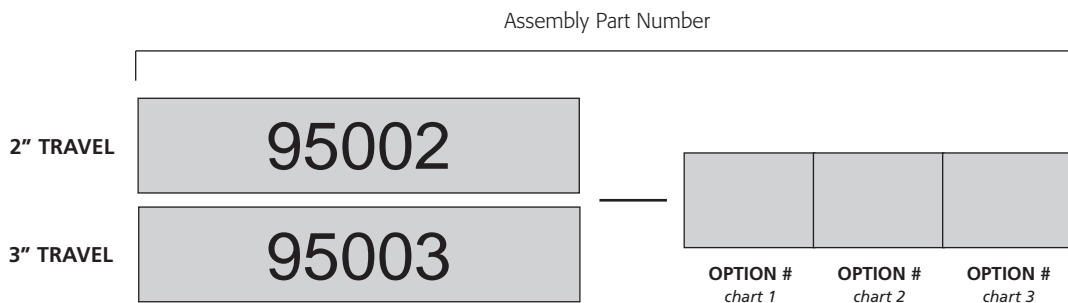 Assembly Part Number
2" TRAVEL
95002
3" TRAVEL
95003
OPTION #
chart 1
OPTION #
chart 2
OPTION #
chart 3